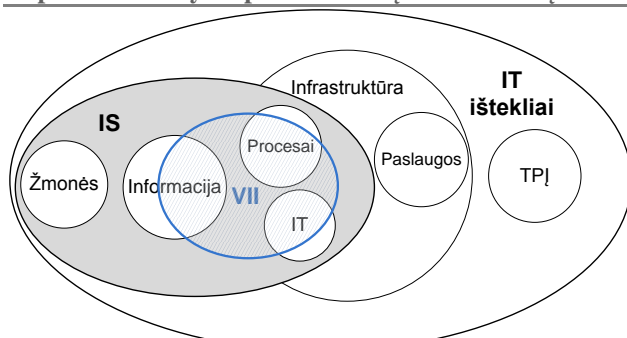 Infrastruktūra
IT
ištekliai
IS
Procesai
Paslaugos
TPĮ
Žmonės
Informacija
VII
IT